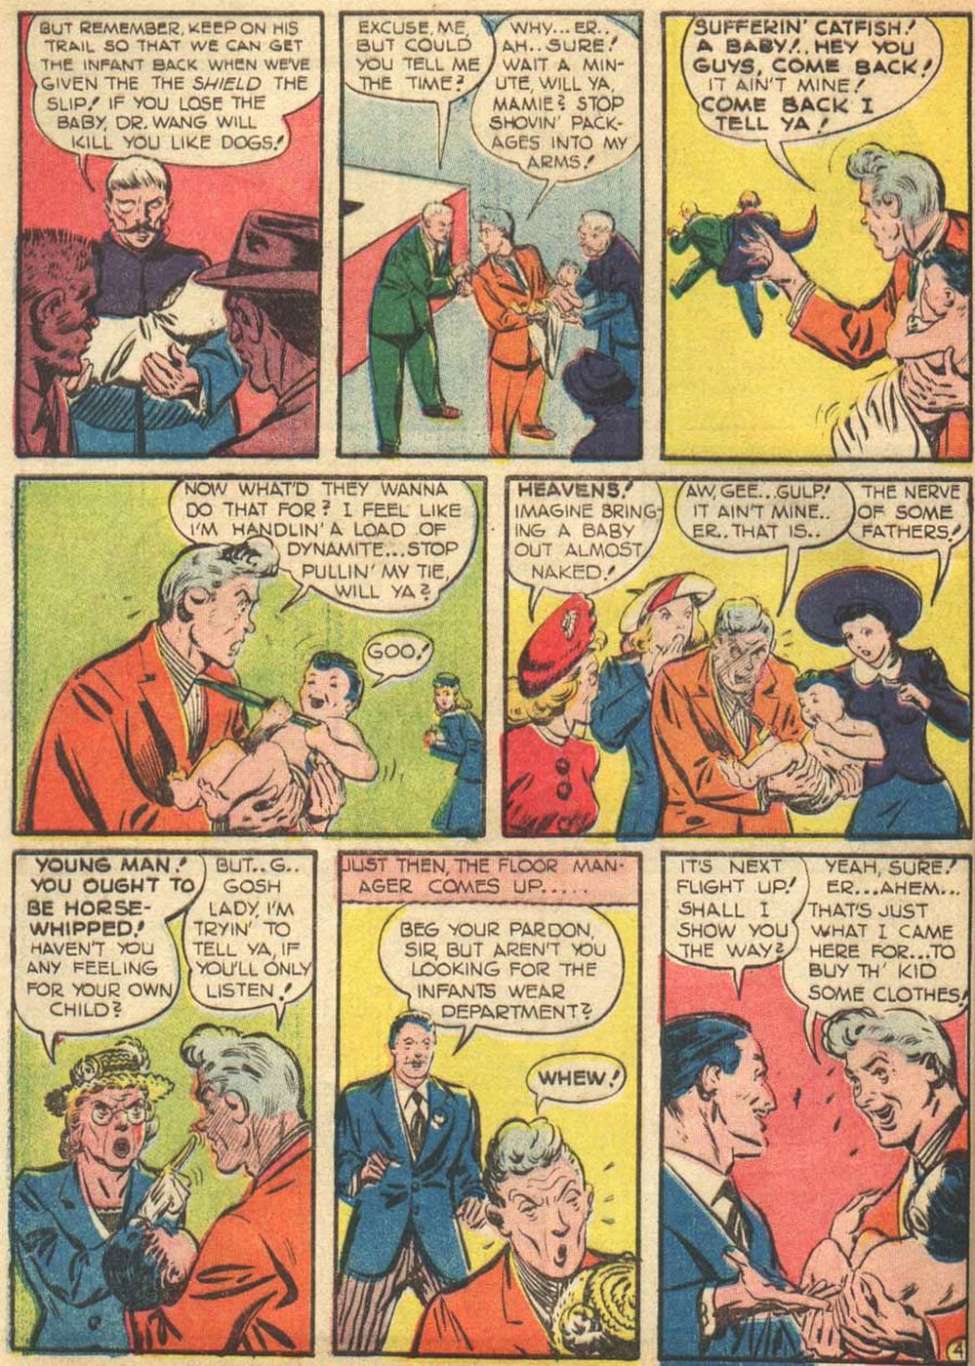 BUT REMEMBER, KEEP ON HIS
TRAIL SO THAT WE CAN GET
THE INFANT BACK WHEN WE'VE
GIVEN THE THE SHIELD THE
SLIP! IF YOU LOSE THE
BABY, DR. WANG WILL
KILL YOU LIKE DOGS!
EXCUSE, ME,
BUT COULD
YOU TELL ME
THE TIME?
WHY...ER..,
AH..SURE!
WAIT A MIN-
UTE, WILL YA,
MAMIE? STOP
SHOVIN' PACK-
AGES INTO MY
ARMS!
SUFFERIN' CATFISH!
A BABY!..HEY YOU
GUYS, COME BACK!
IT AIN'T MINE!
COME BACK I
TELL YA!
NOW WHAT'D THEY WANNA
DO THAT FOR? I FEEL LIKE
I'M HANDLIN' A LOAD OF
DYNAMITE...STOP
PULLIN' MY TIE,
WILL YA?
GOO!
HEAVENS!
IMAGINE BRING-
ING A BABY
OUT ALMOST
NAKED!
AW, GEE...GULP!
IT AIN'T MINE..
ER..THAT IS..
THE NERVE
OF SOME
FATHERS!
YOUNG MAN!
YOU OUGHT TO
BE HORSE-
WHIPPED!
HAVEN'T YOU
ANY FEELING
FOR YOUR OWN
CHILD?
BUT..G..
GOSH
LADY, I'M
TRYIN' TO
TELL YA, IF
YOU'LL ONLY
LISTEN!
JUST THEN, THE FLOOR MAN-
AGER COMES UP.....
BEG YOUR PARDON,
SIR, BUT AREN'T YOU
LOOKING FOR THE
INFANTS WEAR
DEPARTMENT?
WHEW!
IT'S NEXT
FLIGHT UP!
SHALL I
SHOW YOU
THE WAY?
YEAH, SURE!
ER...AHEM...
THAT'S JUST
WHAT I CAME
HERE FOR...TO
BUY TH' KID
SOME CLOTHES!
4